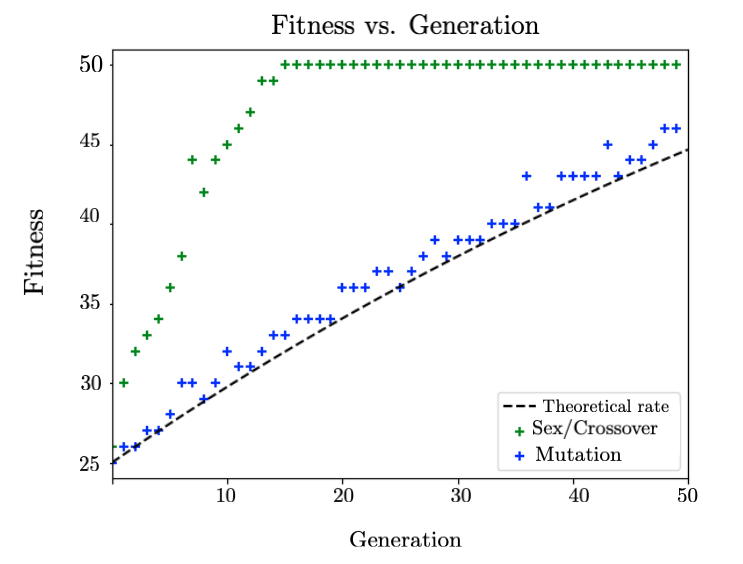 Fitness vs. Generation
Fitness
50
45
40
35
30
25
10
20
30
40
50
Generation
Theoretical rate
Sex/Crossover
Mutation